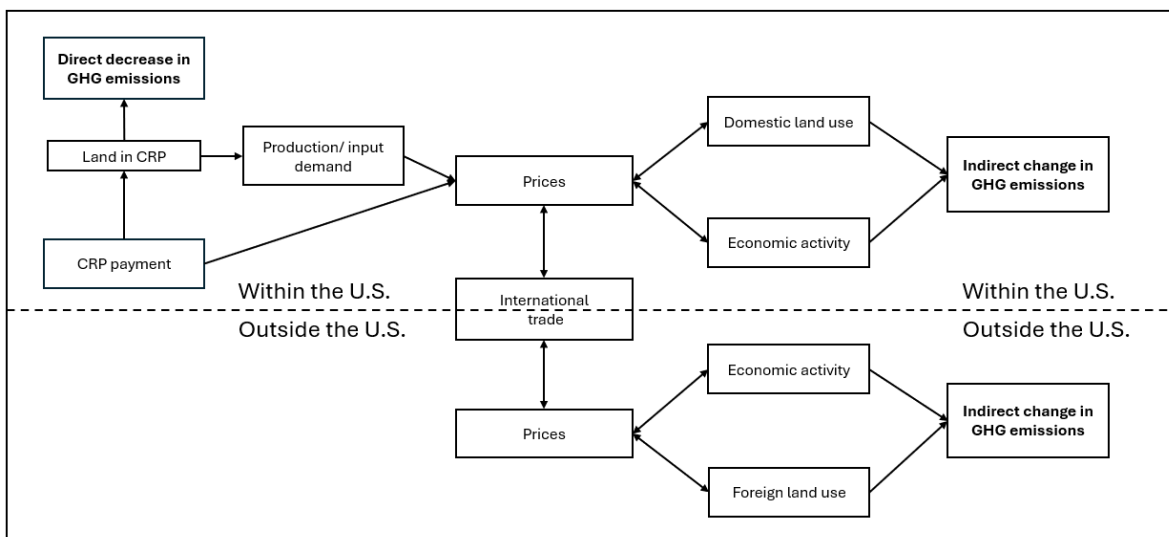 Direct decrease in
GHG emissions
Land in CRP
Production/ input
demand
CRP payment
Prices
Domestic land use
Economic activity
Indirect change in
GHG emissions
Within the U.S.
Within the U.S.
International
trade
Outside the U.S.
Outside the U.S.
Prices
Economic activity
Foreign land use
Indirect change in
GHG emissions